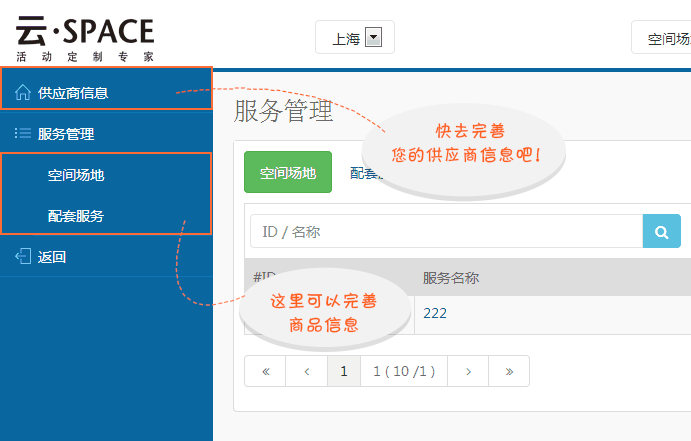 云·SPACE
活动定制专家
上海
空间场
供应商信息
服务管理
空间场地
配套服务
返回
服务管理
快去完善
您的供应商信息吧!
空间场地
配套
ID / 名称
#ID
服务名称
这里可以完善
商品信息
222
« ‹ 1 1 ( 10 /1 ) › »